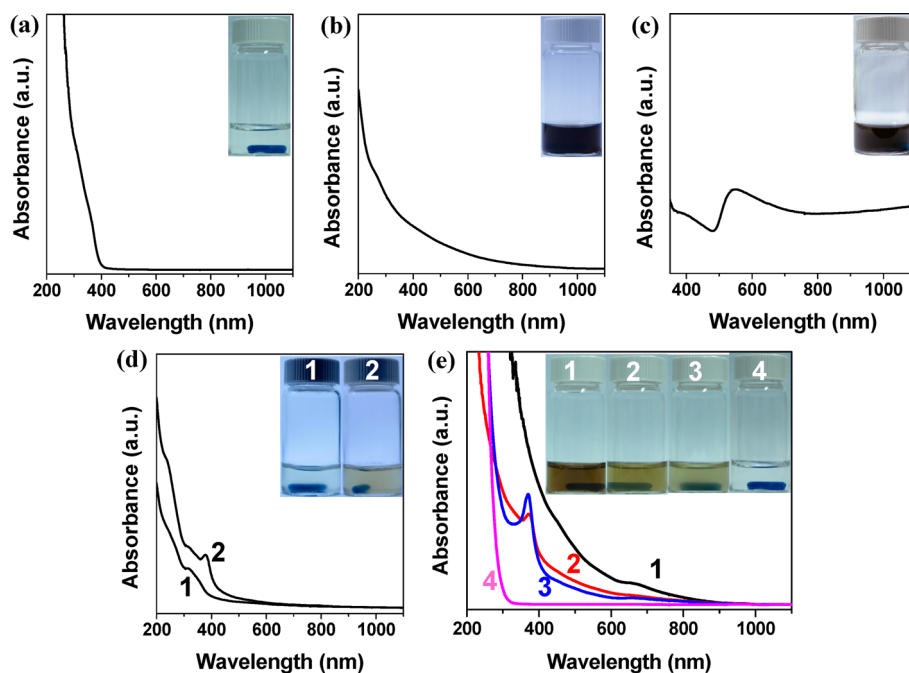 (a)
Absorbance (a.u.)
200 400 600 800 1000
Wavelength (nm)
(b)
Absorbance (a.u.)
200 400 600 800 1000
Wavelength (nm)
(c)
Absorbance (a.u.)
400 600 800 1000
Wavelength (nm)
(d)
1 2
Absorbance (a.u.)
2
1
200 400 600 800 1000
Wavelength (nm)
(e)
1 2 3 4
Absorbance (a.u.)
1
2
3
4
200 400 600 800 1000
Wavelength (nm)